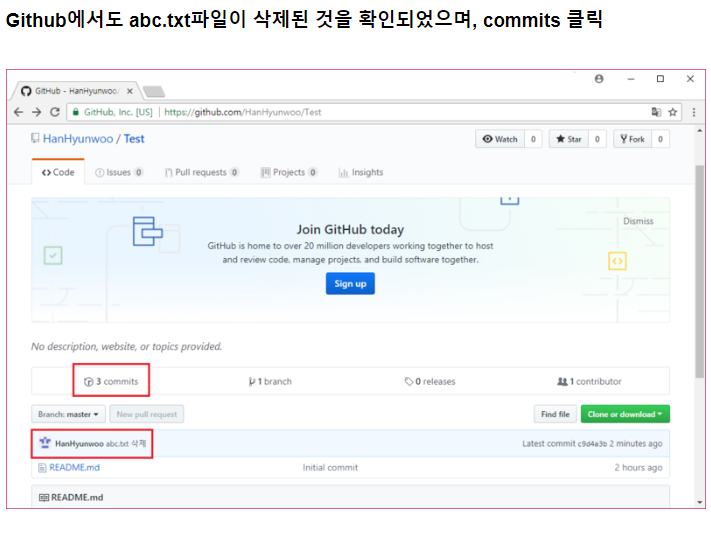 Github에서도 abc.txt파일이 삭제된 것을 확인되었으며, commits 클릭
GitHub - HanHyunwoo/
GitHub, Inc. [US] | https://github.com/HanHyunwoo/Test
HanHyunwoo / Test
Watch 0 Star 0 Fork 0
Code Issues 0 Pull requests 0 Projects 0 Insights
Join GitHub today
Dismiss
GitHub is home to over 20 million developers working together to host
and review code, manage projects, and build software together.
Sign up
No description, website, or topics provided.
3 commits 1 branch 0 releases 1 contributor
Branch: master New pull request Find file Clone or download
HanHyunwoo abc.txt 삭제 Latest commit c9d4a3b 2 minutes ago
README.md Initial commit 2 hours ago
README.md